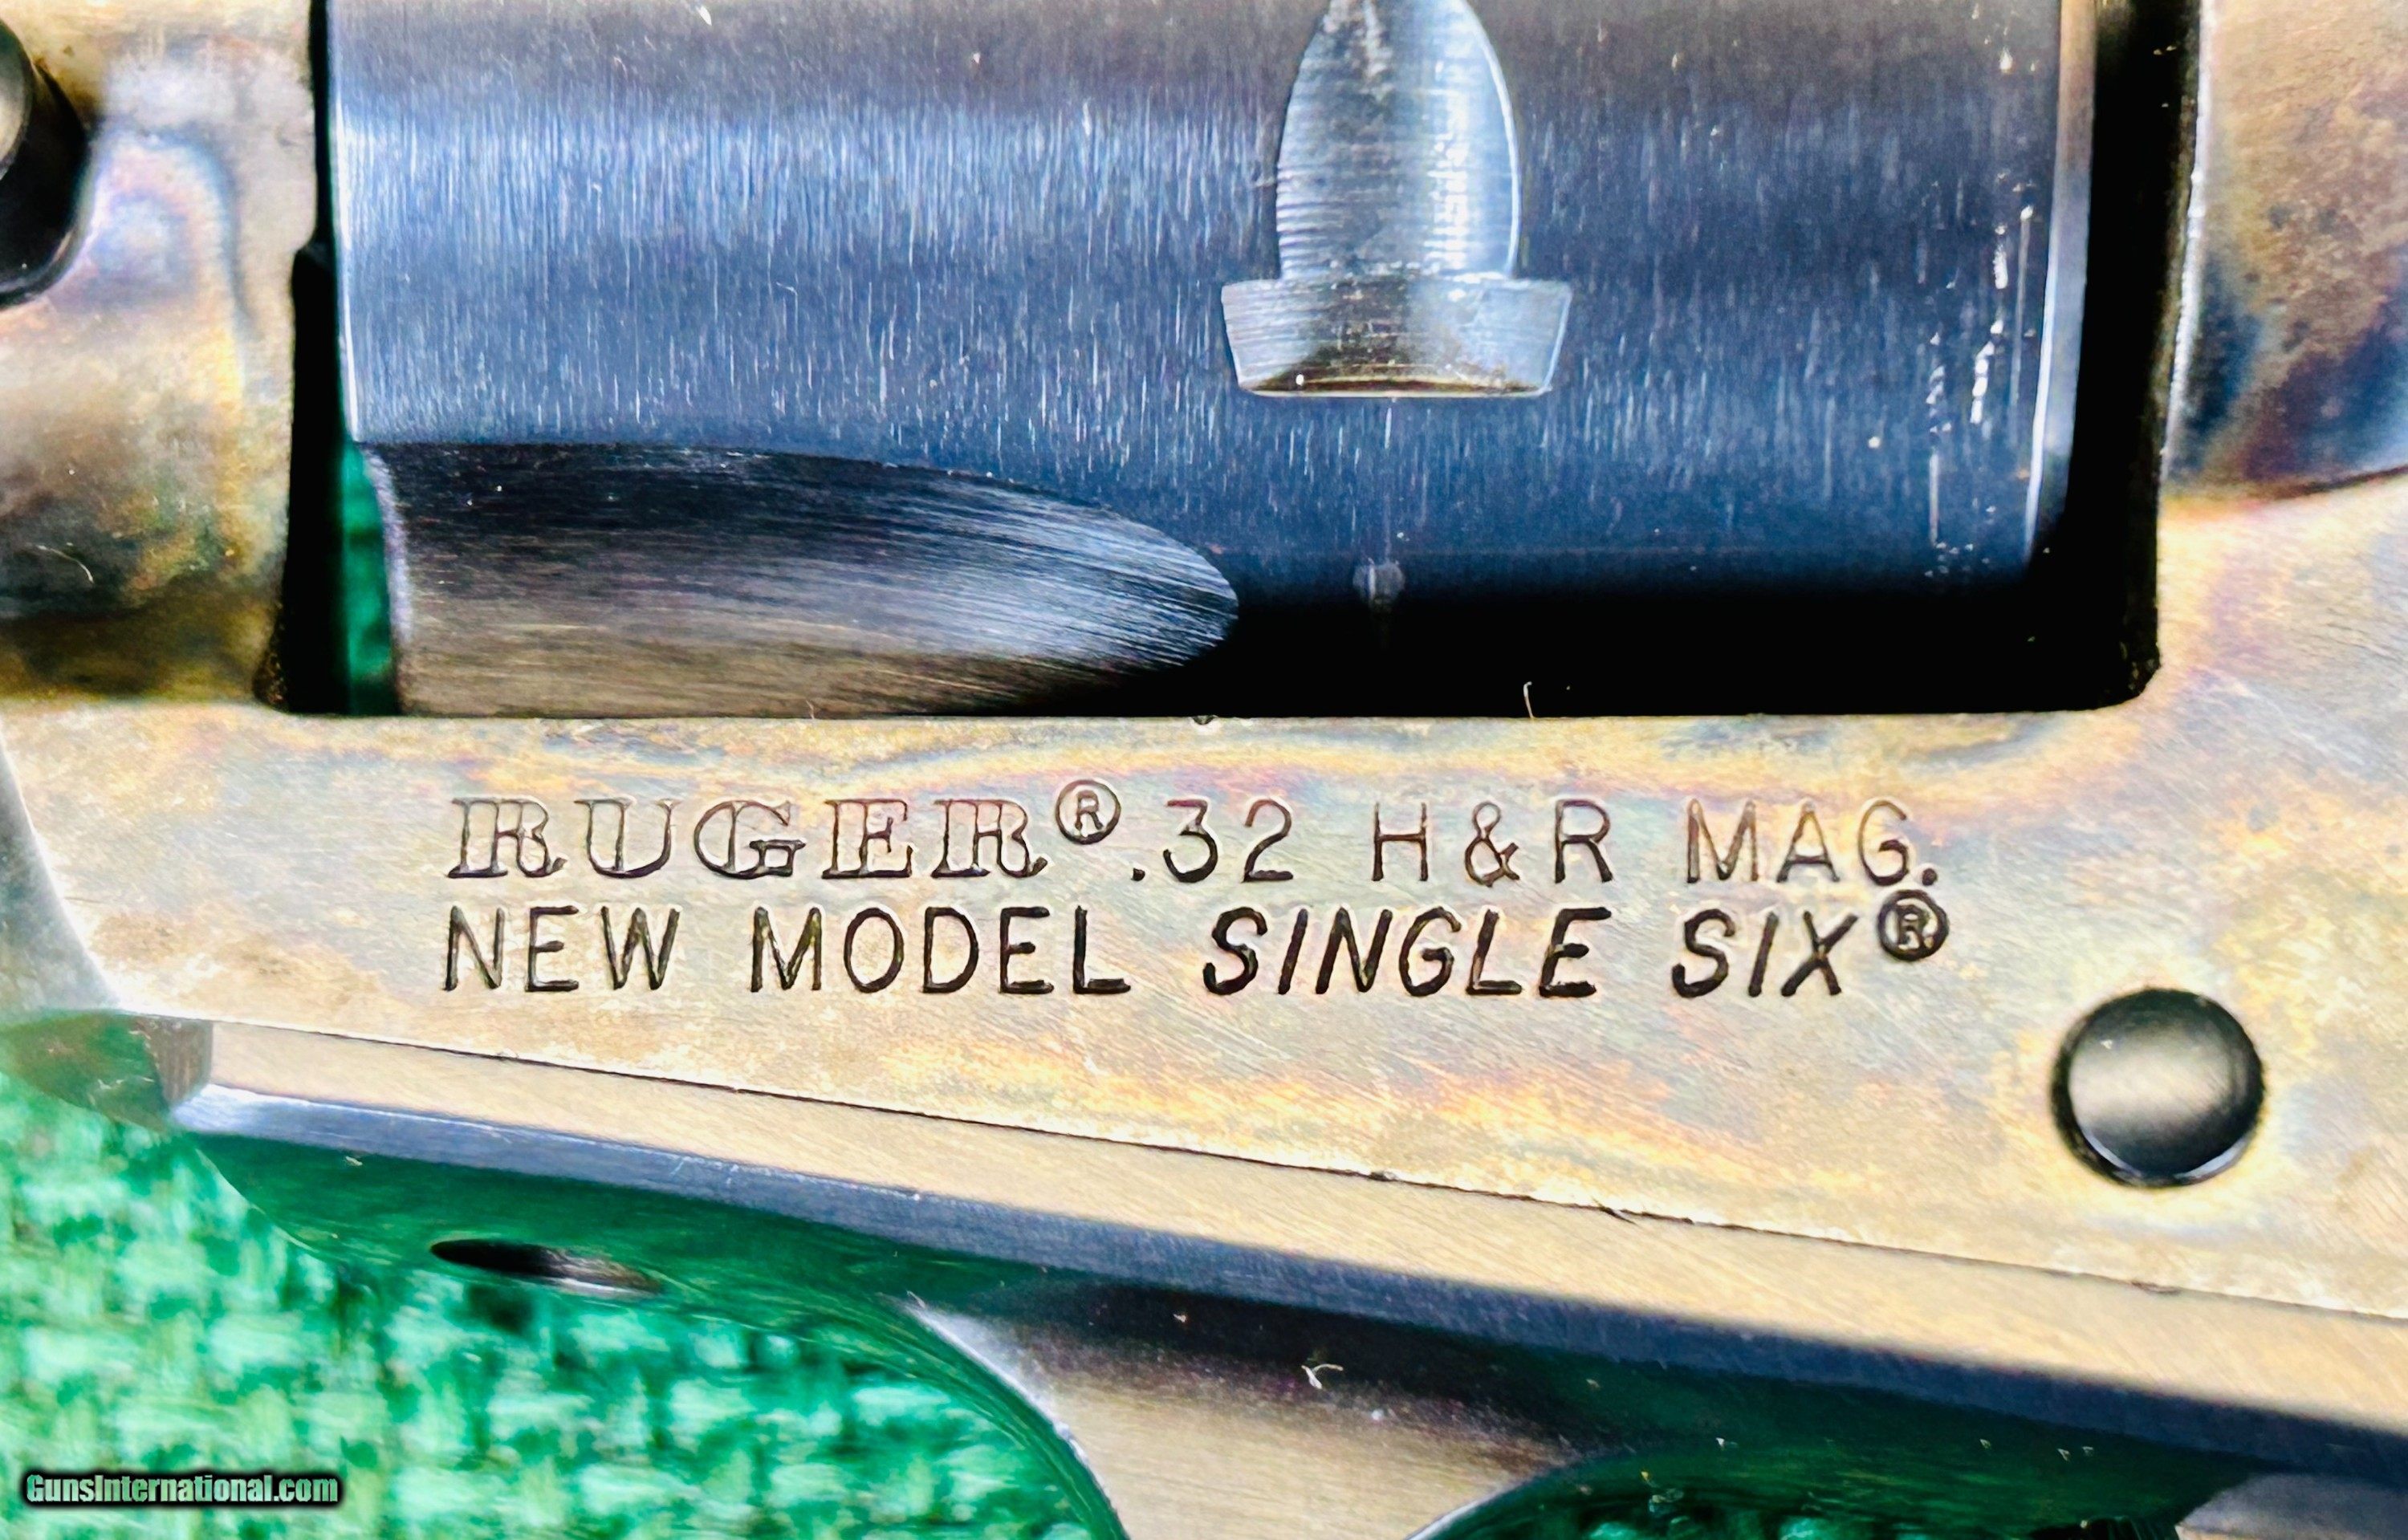 RUGER® .32 H&R MAG.
NEW MODEL SINGLE SIX®
GunsInternational.com